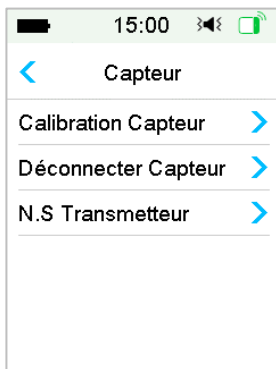 15:00
Capteur
Calibration Capteur
Déconnecter Capteur
N.S Transmetteur